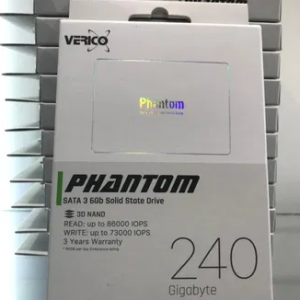 VERICO
Phantom
PHANTOM
SATA 3 6Gb Solid State Drive
3D NAND
READ: up to 86000 IOPS
WRITE: up to 73000 IOPS
3 Years Warranty
240
Gigabyte